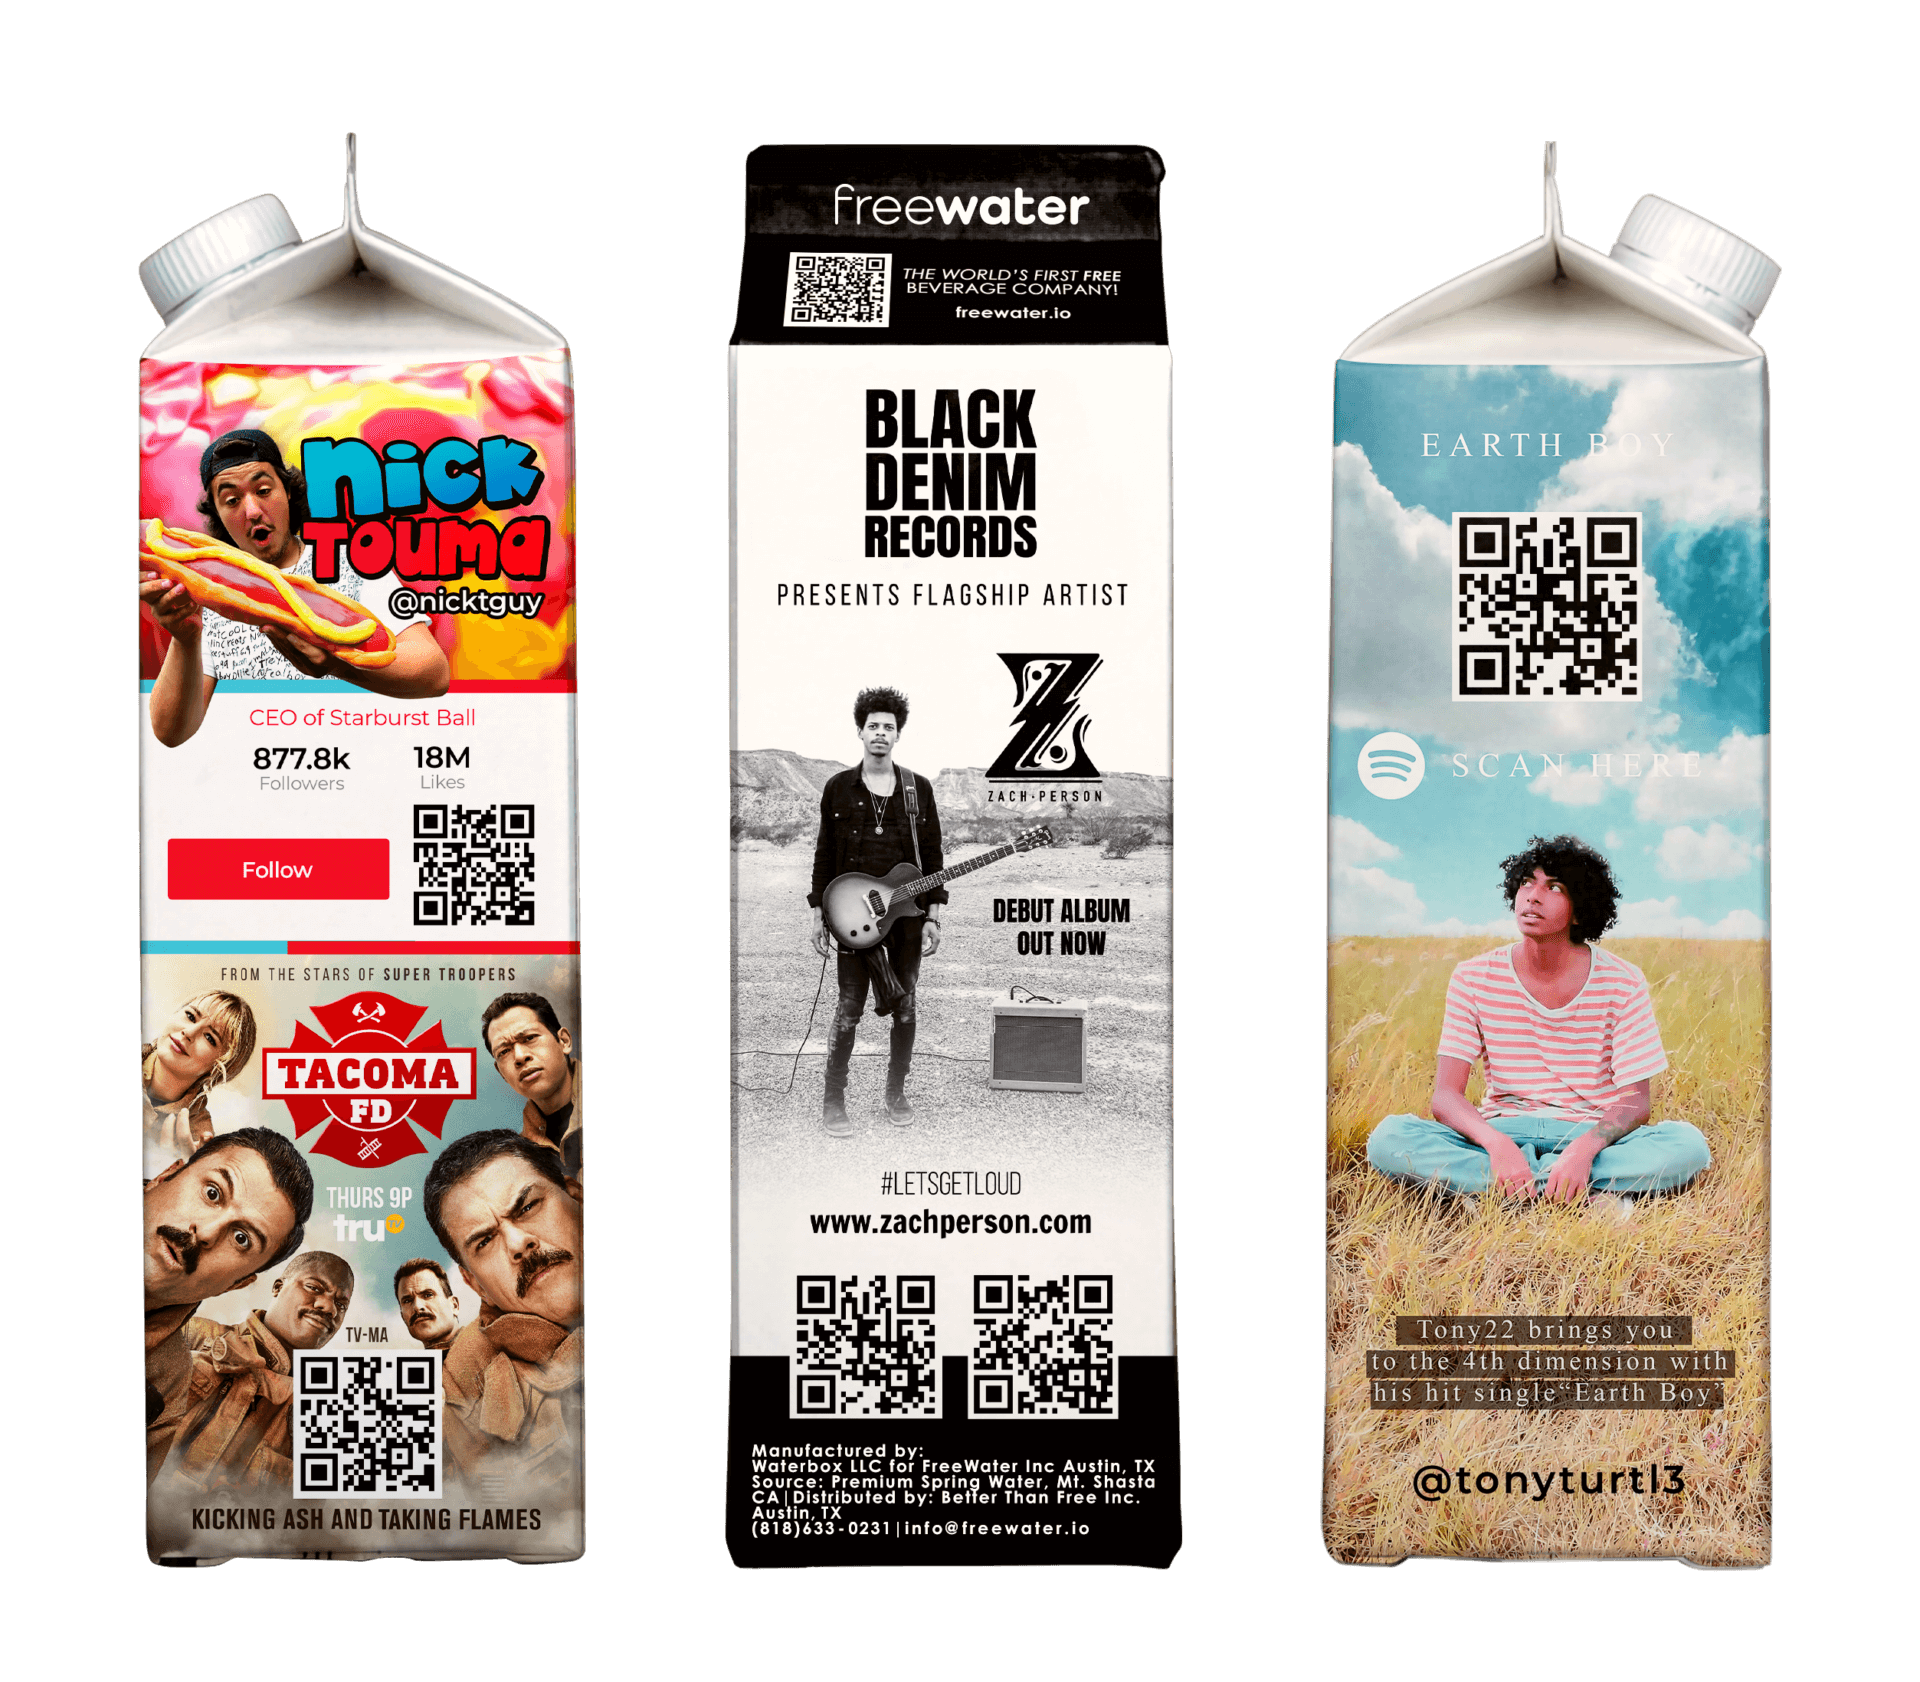 nick
Touma
@nicktguy
CEO of Starburst Ball
877.8k 18M
Followers Likes
Follow
FROM THE STARS OF SUPER TROOPERS
TACOMA
FD
THURS 9P
tru TV
TV-MA
KICKING ASH AND TAKING FLAMES
freewater
THE WORLD'S FIRST FREE
BEVERAGE COMPANY!
freewater.io
BLACK
DENIM
RECORDS
PRESENTS FLAGSHIP ARTIST
Z
ZACH·PERSON
DEBUT ALBUM
OUT NOW
#LETSGETLOUD
www.zachperson.com
Manufactured by:
Waterbox LLC for FreeWater Inc Austin, TX
Source: Premium Spring Water, Mt. Shasta
CA|Distributed by: Better Than Free Inc.
Austin, TX
(818)633-0231|info@freewater.io
EARTH BOY
SCAN HERE
Tony22 brings you
to the 4th dimension with
his hit single“Earth Boy”
@tonyturtl3